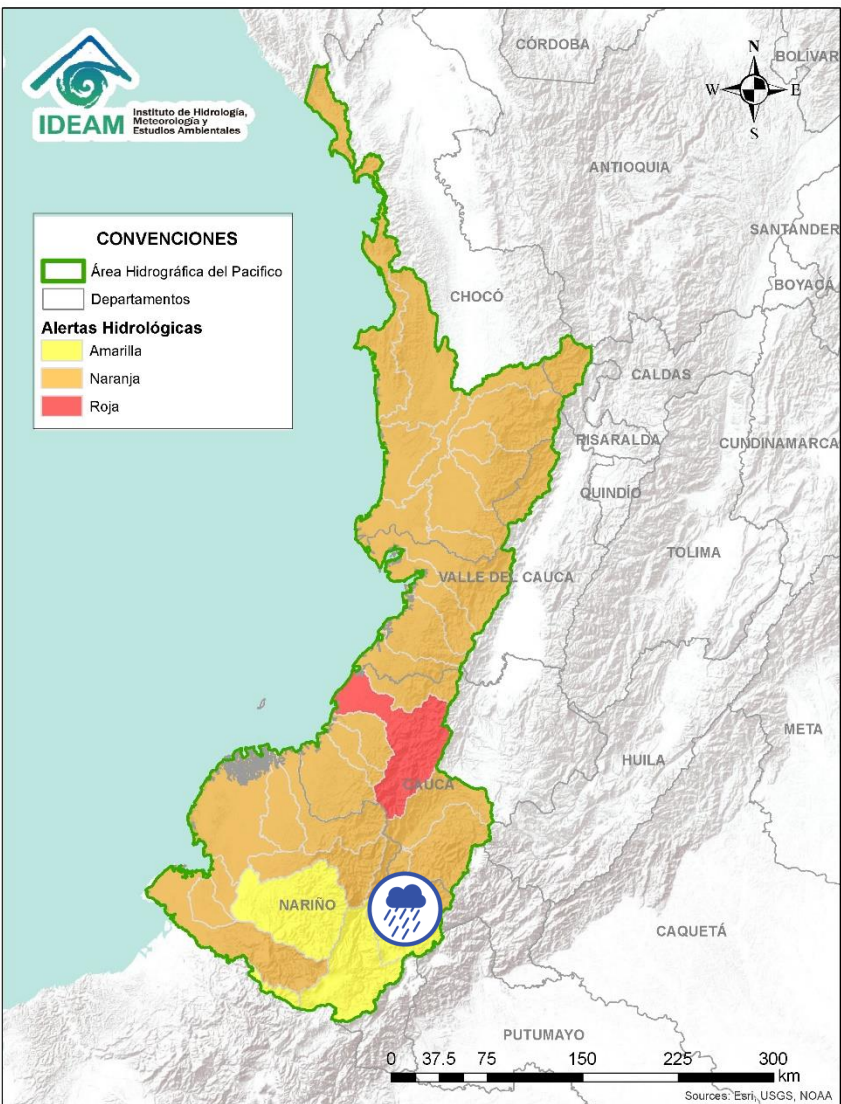 IDEAM
Instituto de Hidrología,
Meteorología y
Estudios Ambientales
N
W
E
S
CÓRDOBA
BOLÍVAR
ANTIOQUIA
SANTANDER
BOYACÁ
CONVENCIONES
Área Hidrográfica del Pacifico
Departamentos
Alertas Hidrológicas
Amarilla
Naranja
Roja
CHOCÓ
CALDAS
RISARALDA
CUNDINAMARCA
QUINDÍO
TOLIMA
VALLE DEL CAUCA
META
HUILA
CAUCA
NARIÑO
CAQUETÁ
PUTUMAYO
0 37.5 75 150 225 300
km
Sources: Esri, USGS, NOAA